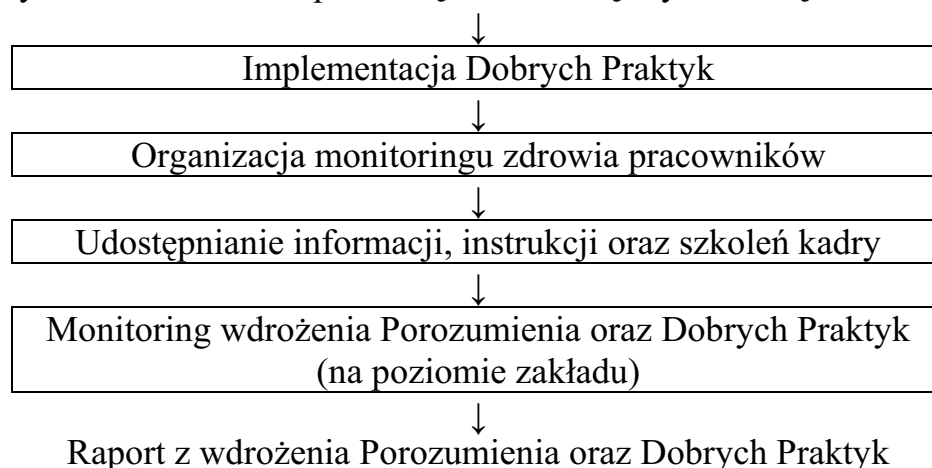 ↓
Implementacja Dobrych Praktyk
↓
Organizacja monitoringu zdrowia pracowników
↓
Udostępnianie informacji, instrukcji oraz szkoleń kadry
↓
Monitoring wdrożenia Porozumienia oraz Dobrych Praktyk
(na poziomie zakładu)
↓
Raport z wdrożenia Porozumienia oraz Dobrych Praktyk